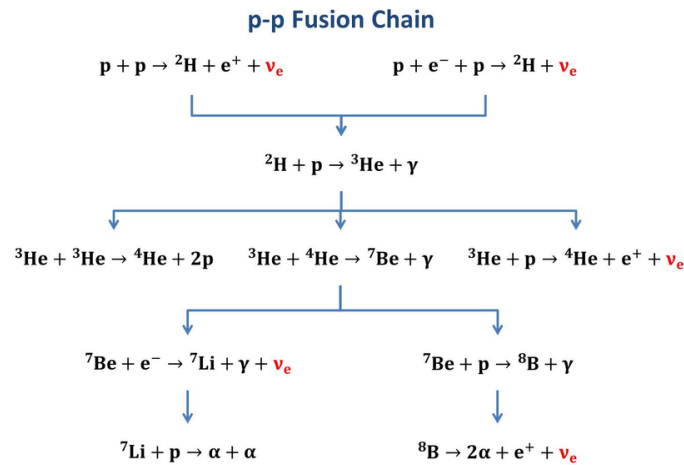 p-p Fusion Chain
p + p → ²H + e⁺ + νₑ
p + e⁻ + p → ²H + νₑ
²H + p → ³He + γ
³He + ³He → ⁴He + 2p
³He + ⁴He → ⁷Be + γ
³He + p → ⁴He + e⁺ + νₑ
⁷Be + e⁻ → ⁷Li + γ + νₑ
⁷Be + p → ⁸B + γ
⁷Li + p → α + α
⁸B → 2α + e⁺ + νₑ